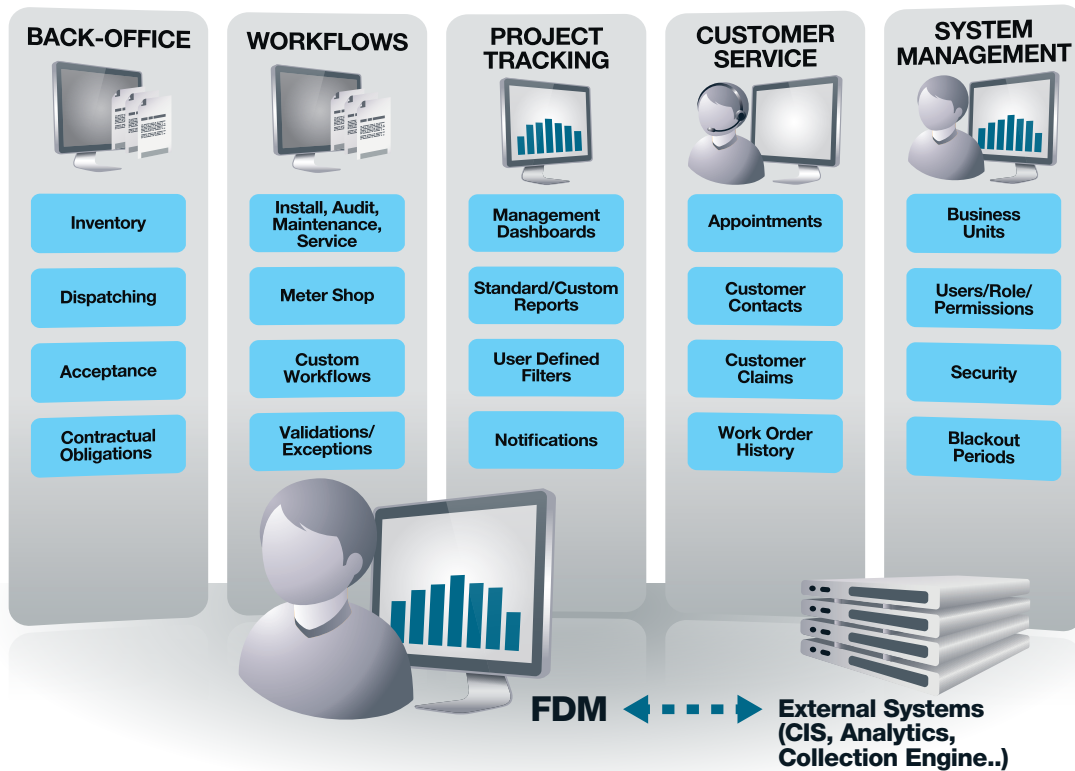 BACK-OFFICE
Inventory
Dispatching
Acceptance
Contractual
Obligations
WORKFLOWS
Install, Audit,
Maintenance,
Service
Meter Shop
Custom
Workflows
Validations/
Exceptions
PROJECT
TRACKING
Management
Dashboards
Standard/Custom
Reports
User Defined
Filters
Notifications
CUSTOMER
SERVICE
Appointments
Customer
Contacts
Customer
Claims
Work Order
History
SYSTEM
MANAGEMENT
Business
Units
Users/Role/
Permissions
Security
Blackout
Periods
FDM
External Systems
(CIS, Analytics,
Collection Engine..)